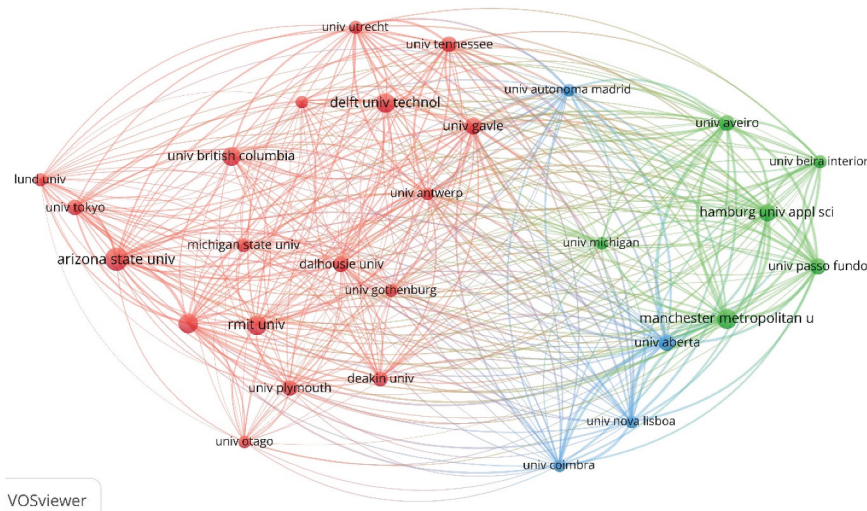 univ utrecht
univ tennessee
univ autonoma madrid
delft univ technol
univ gavle
univ aveiro
univ british columbia
univ beira interior
lund univ
univ antwerp
univ tokyo
hamburg univ appl sci
michigan state univ
univ michigan
arizona state univ
dalhousie univ
univ passo fundo
univ gothenburg
rmit univ
manchester metropolitan u
univ aberta
deakin univ
univ plymouth
univ nova lisboa
univ otago
univ coimbra
VOSviewer